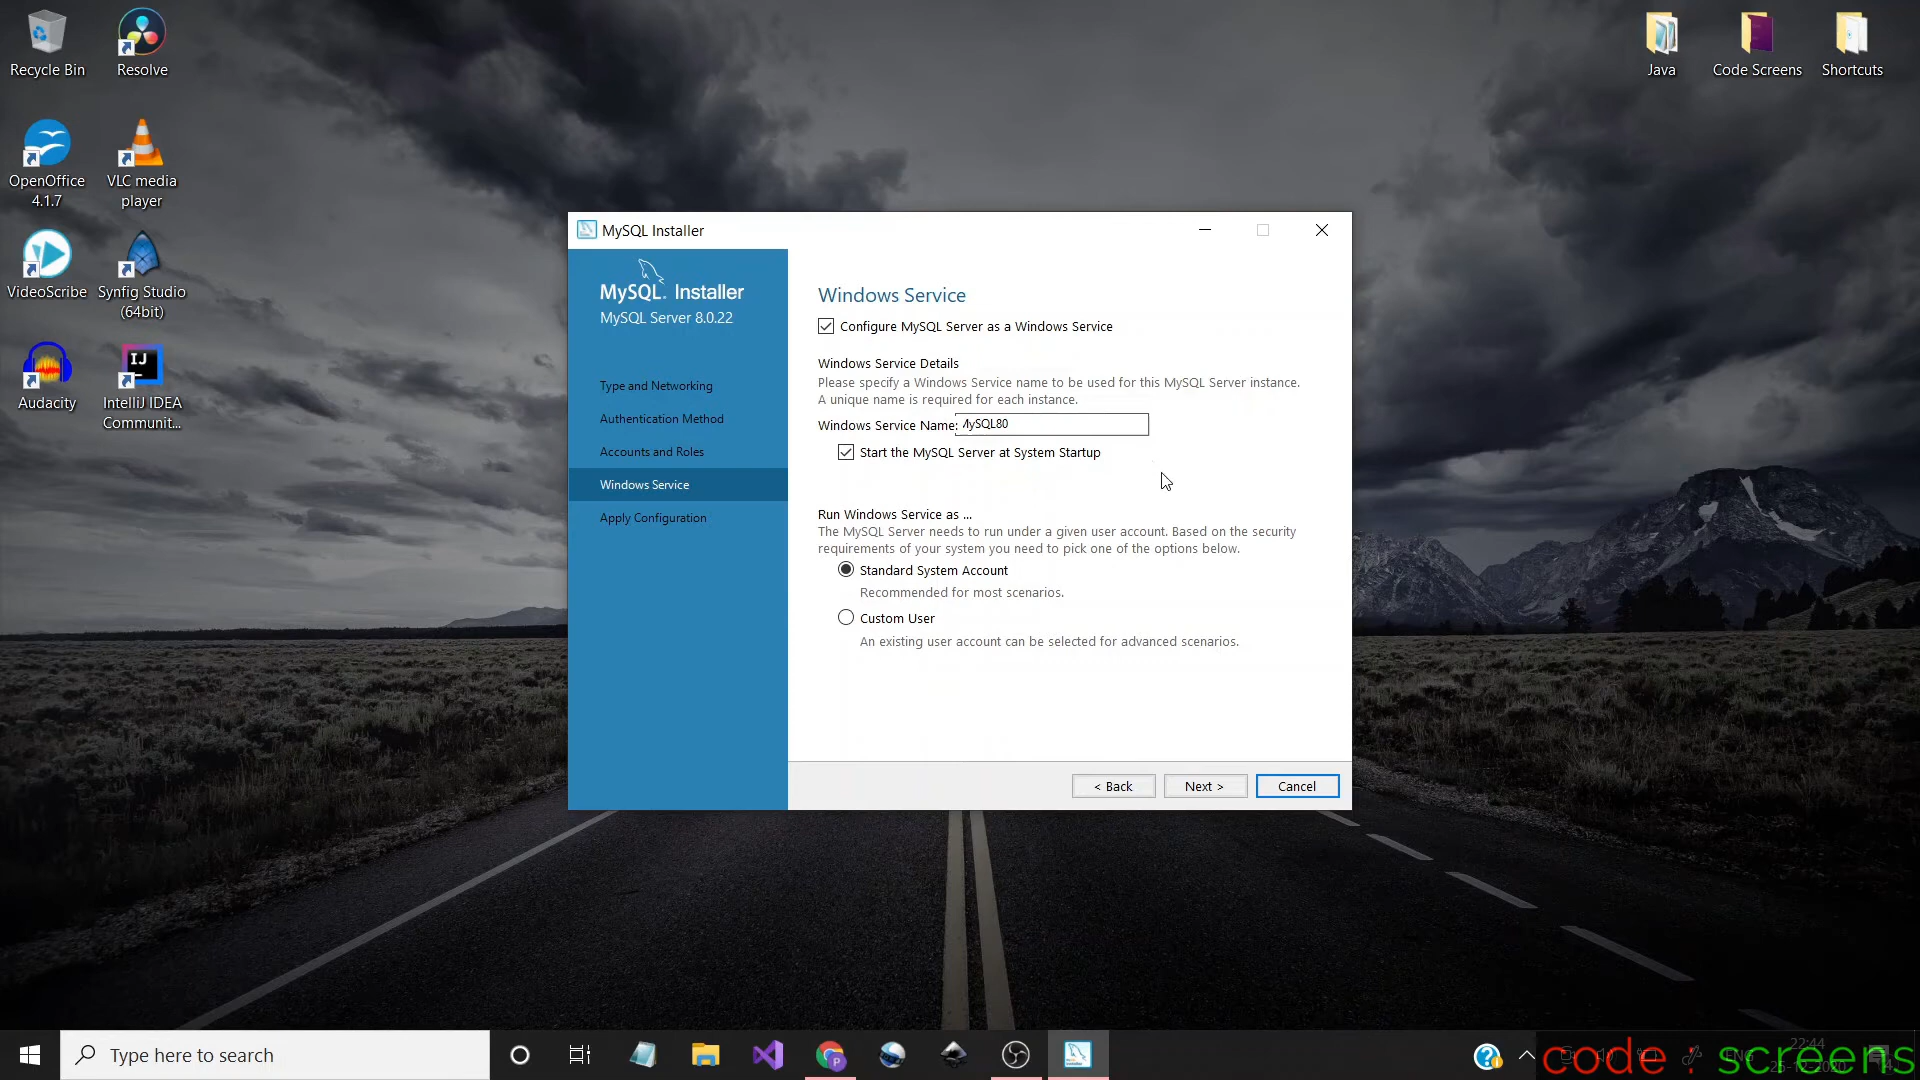 Recycle Bin
Resolve
Java
Code Screens
Shortcuts
OpenOffice
4.1.7
VLC media
player
VideoScribe
Synfig Studio
(64bit)
Audacity
IJ
IntelliJ IDEA
Communit...
MySQL Installer
MySQL. Installer
MySQL Server 8.0.22
Type and Networking
Authentication Method
Accounts and Roles
Windows Service
Apply Configuration
Windows Service
Configure MySQL Server as a Windows Service
Windows Service Details
Please specify a Windows Service name to be used for this MySQL Server instance.
A unique name is required for each instance.
Windows Service Name: MySQL80
Start the MySQL Server at System Startup
Run Windows Service as ...
The MySQL Server needs to run under a given user account. Based on the security
requirements of your system you need to pick one of the options below.
Standard System Account
Recommended for most scenarios.
Custom User
An existing user account can be selected for advanced scenarios.
< Back
Next >
Cancel
Type here to search
22:44
ENG
code : screens